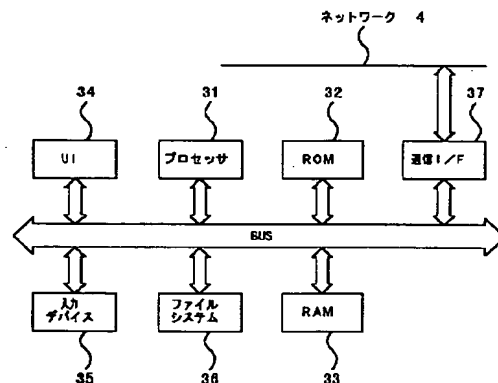 ネットワーク 4
34
31
32
37
UI
プロセッサ
ROM
通信I/F
BUS
入力
デバイス
ファイル
システム
RAM
35
36
33